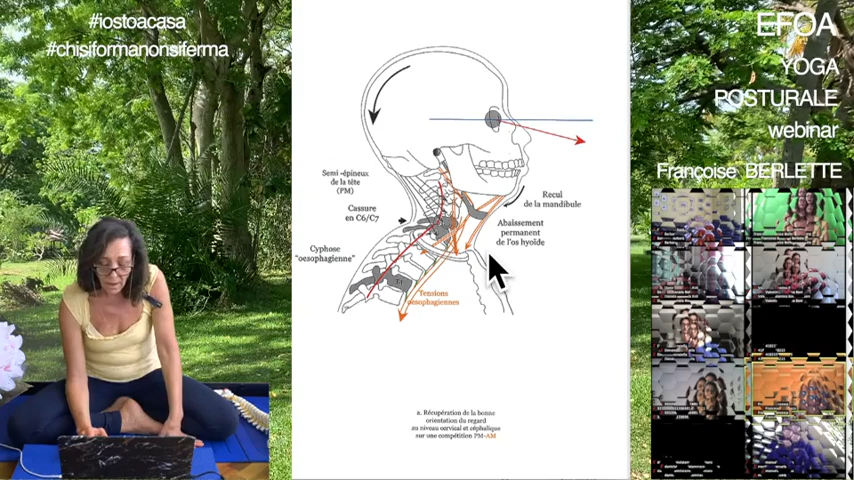 #iostoacasa
#chisiformanonsiferma
Semi-épineux
de la tête
(PM)
Cassure
en C6/C7
Cyphose
"oesophagienne"
Recul
de la mandibule
Abaissement
permanent
de l'os hyoïde
Tensions
oesophagiennes
a. Récupération de la bonne
orientation du regard
au niveau cervical et céphalique
sur une compétition PM-AM
EFOA
YOGA
POSTURALE
webinar
Françoise BERLETTE